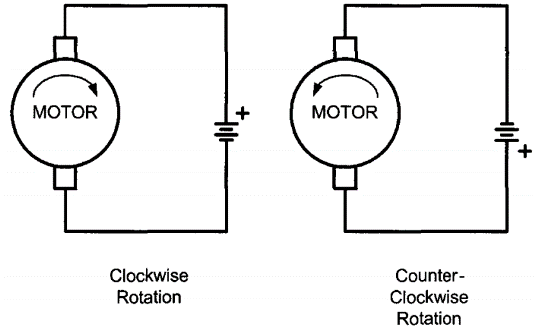 MOTOR
+
MOTOR
+
Clockwise
Rotation
Counter-
Clockwise
Rotation